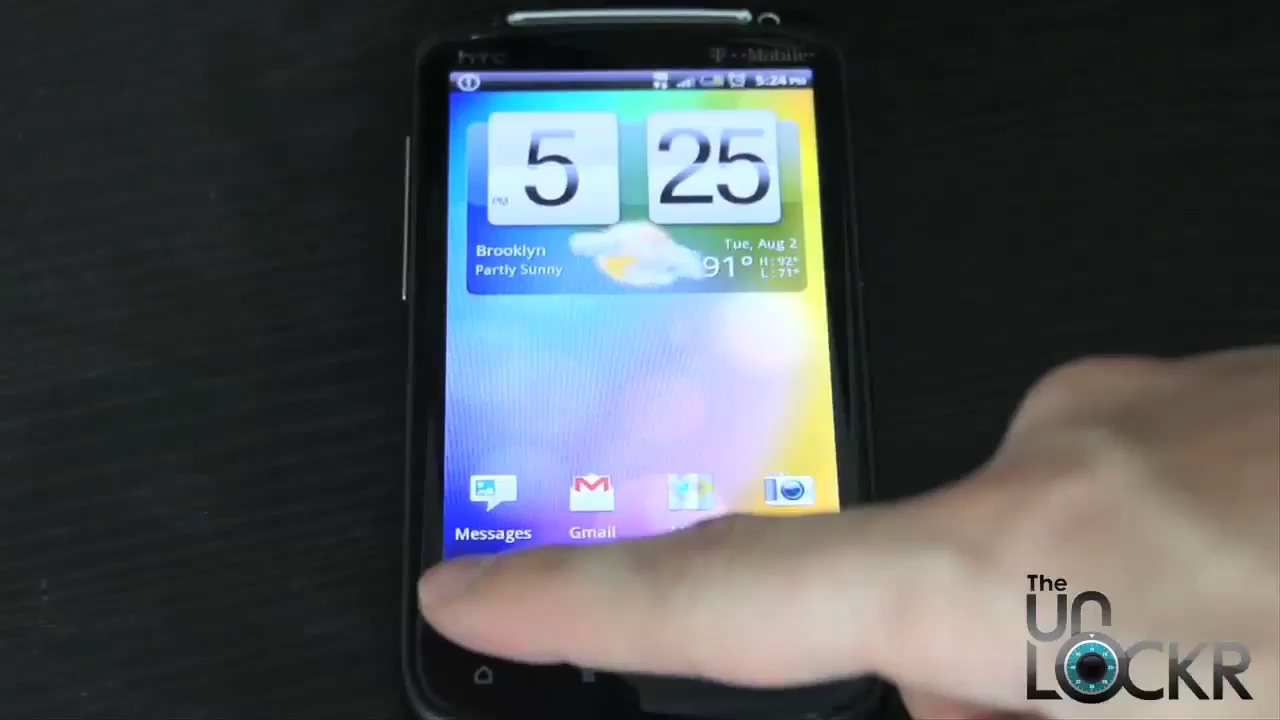 hTC
T··Mobile·
5:24 PM
5
25
PM
Brooklyn
Partly Sunny
Tue, Aug 2
91°
H:92°
L:71°
Messages
Gmail
The
UN
LOCKR